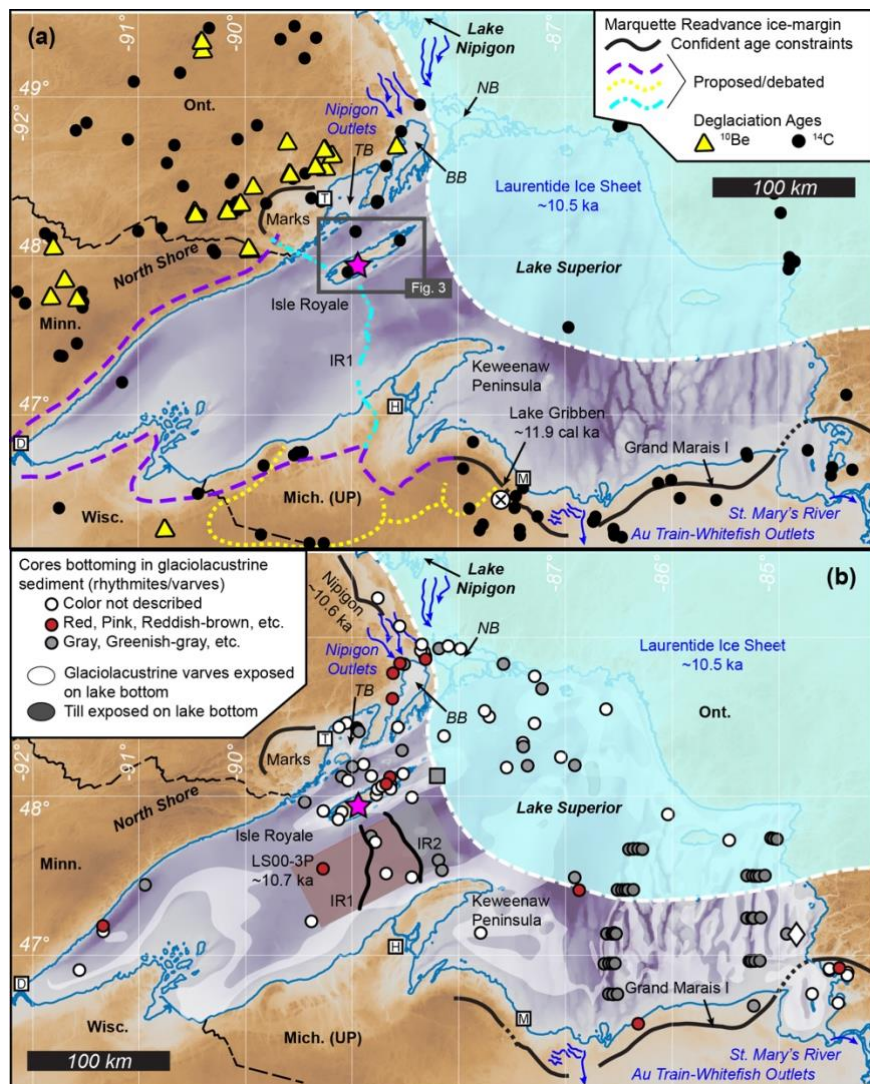 (a)
-91
-90
Lake
Nipigon
-87
Marquette Readvance ice-margin
Confident age constraints
Proposed/debated
Deglaciation Ages
10Be
14C
49°
-92°
Ont.
Nipigon
Outlets
NB
TB
BB
Laurentide Ice Sheet
~10.5 ka
100 km
T
Marks
48°
North Shore
Lake Superior
Isle Royale
Fig. 3
Minn.
IR1
Keweenaw
Peninsula
47°
H
Lake Gribben
~11.9 cal ka
D
Grand Marais I
M
Mich. (UP)
Wisc.
St. Mary's River
Au Train-Whitefish Outlets
Cores bottoming in glaciolacustrine
sediment (rhythmites/varves)
Color not described
Red, Pink, Reddish-brown, etc.
Gray, Greenish-gray, etc.
Glaciolacustrine varves exposed
on lake bottom
Till exposed on lake bottom
(b)
Lake
Nipigon
Nipigon
~10.6 ka
-87
-86
-85
Nipigon
Outlets
NB
Laurentide Ice Sheet
~10.5 ka
TB
BB
Ont.
-92°
-90
T
Marks
48°
North Shore
Lake Superior
Isle Royale
Minn.
LS00-3P
~10.7 ka
IR2
IR1
Keweenaw
Peninsula
47°
H
D
Grand Marais I
M
Wisc.
Mich. (UP)
St. Mary's River
100 km
Au Train-Whitefish Outlets